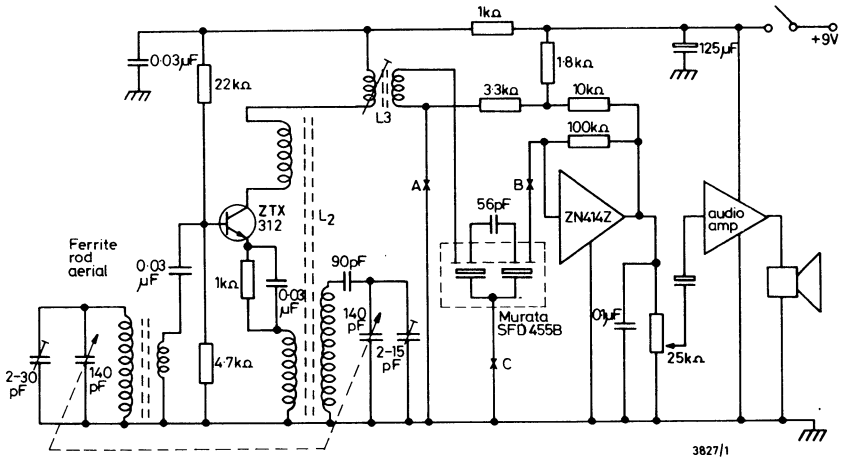 1kΩ
+9V
0.03μF
125μF
1.8kΩ
22kΩ
L3
3.3kΩ
10kΩ
100kΩ
A
B
56pF
ZTX
312
L2
ZN414Z
audio
amp
Ferrite
rod
aerial
0.03
μF
90pF
1kΩ
0.03
μF
140
pF
Murata
SFD 455B
.01μF
2-15
pF
C
25kΩ
4.7kΩ
2-30
pF
140
pF
3827/1